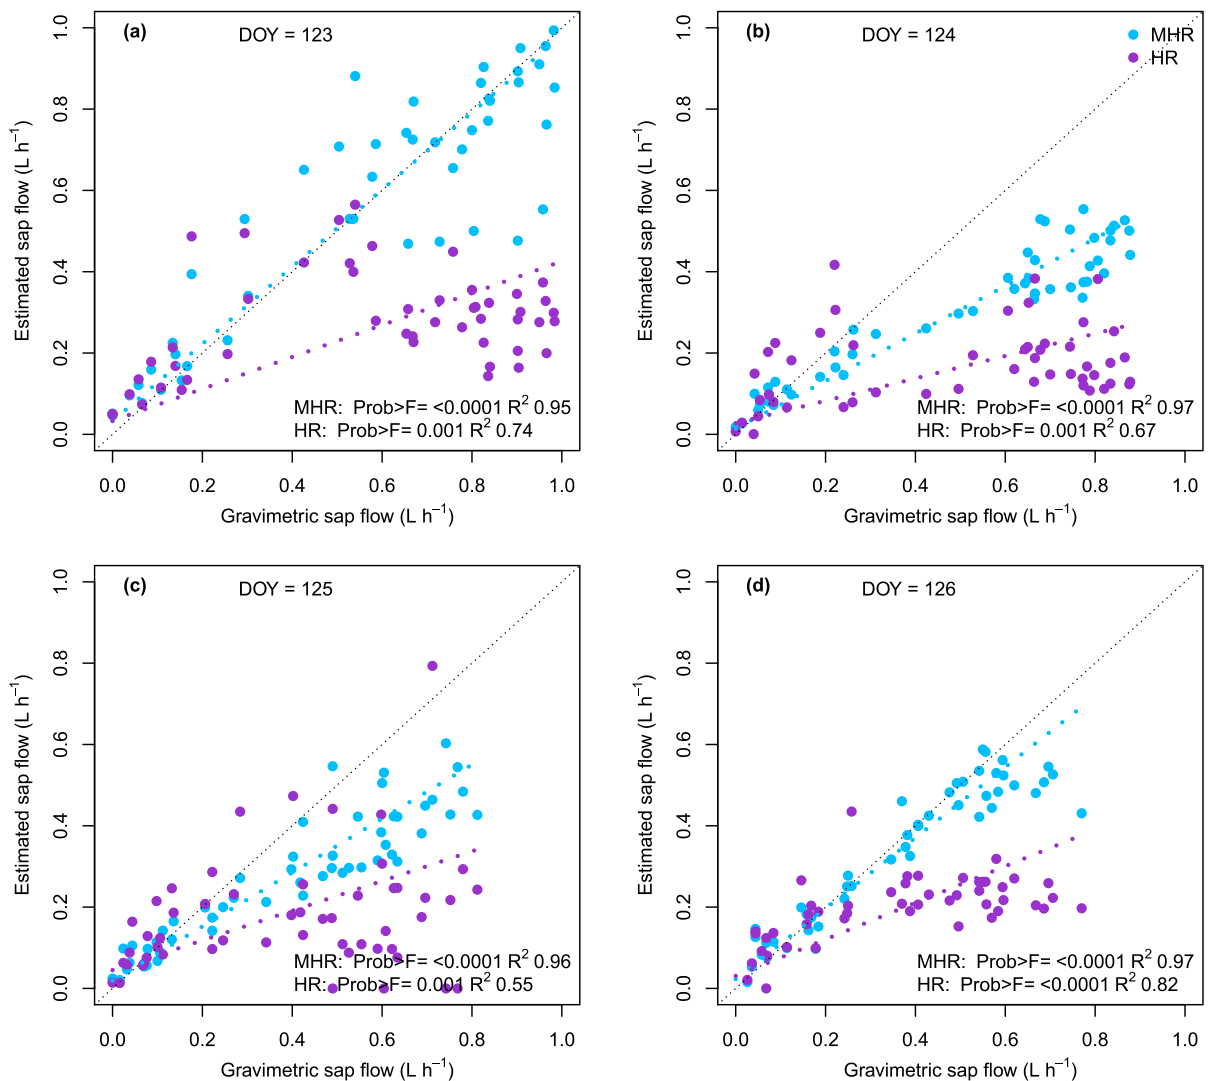 (a)
DOY = 123
1.0
0.8
0.6
0.4
0.2
0.0
Estimated sap flow (L h⁻¹)
MHR: Prob>F= <0.0001 R² 0.95
HR: Prob>F= 0.001 R² 0.74
0.0 0.2 0.4 0.6 0.8 1.0
Gravimetric sap flow (L h⁻¹)
(b)
DOY = 124
MHR
HR
1.0
0.8
0.6
0.4
0.2
0.0
Estimated sap flow (L h⁻¹)
MHR: Prob>F= <0.0001 R² 0.97
HR: Prob>F= 0.001 R² 0.67
0.0 0.2 0.4 0.6 0.8 1.0
Gravimetric sap flow (L h⁻¹)
(c)
DOY = 125
1.0
0.8
0.6
0.4
0.2
0.0
Estimated sap flow (L h⁻¹)
MHR: Prob>F= <0.0001 R² 0.96
HR: Prob>F= 0.001 R² 0.55
0.0 0.2 0.4 0.6 0.8 1.0
Gravimetric sap flow (L h⁻¹)
(d)
DOY = 126
1.0
0.8
0.6
0.4
0.2
0.0
Estimated sap flow (L h⁻¹)
MHR: Prob>F= <0.0001 R² 0.97
HR: Prob>F= <0.0001 R² 0.82
0.0 0.2 0.4 0.6 0.8 1.0
Gravimetric sap flow (L h⁻¹)